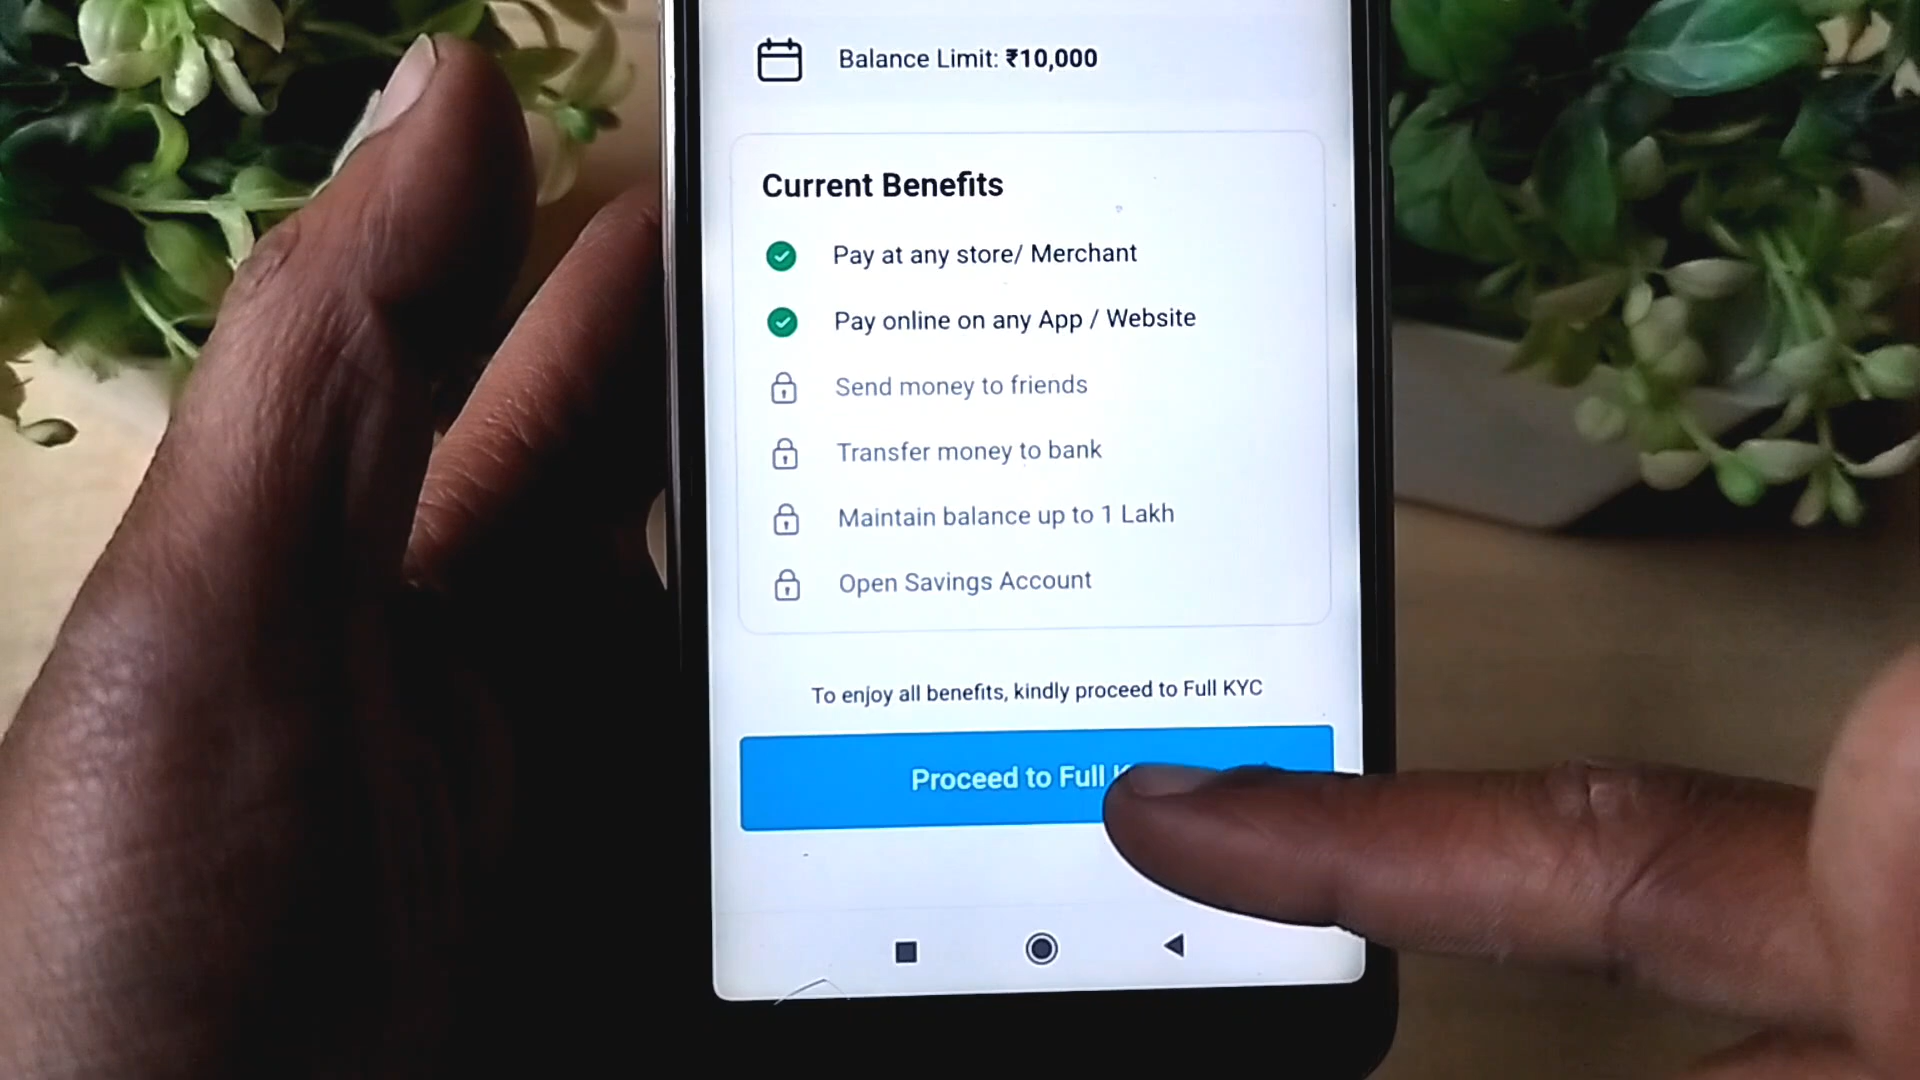 Balance Limit: ₹10,000
Current Benefits
Pay at any store/ Merchant
Pay online on any App / Website
Send money to friends
Transfer money to bank
Maintain balance up to 1 Lakh
Open Savings Account
To enjoy all benefits, kindly proceed to Full KYC
Proceed to Full